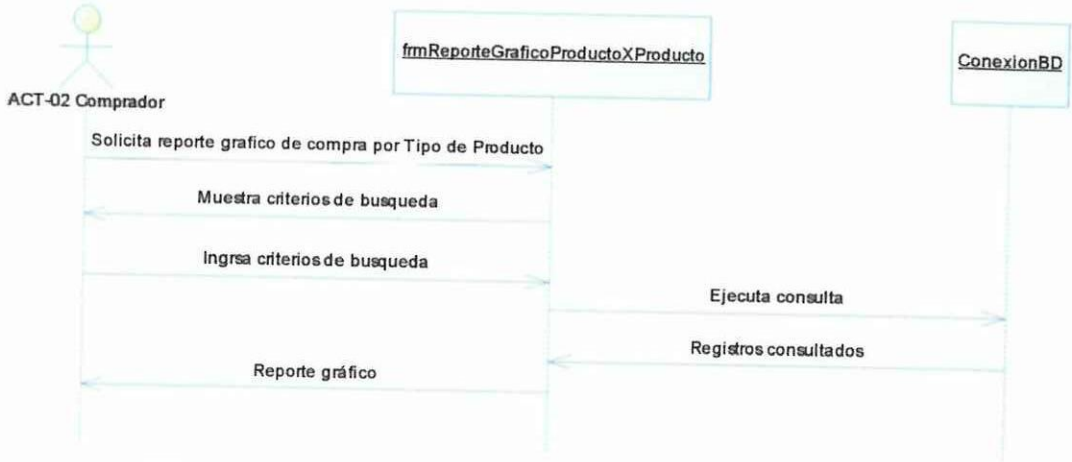 frmReporteGraficoProductoXProducto
ConexionBD
ACT-02 Comprador
Solicita reporte grafico de compra por Tipo de Producto
Muestra criterios de busqueda
Ingrsa criterios de busqueda
Ejecuta consulta
Registros consultados
Reporte gráfico